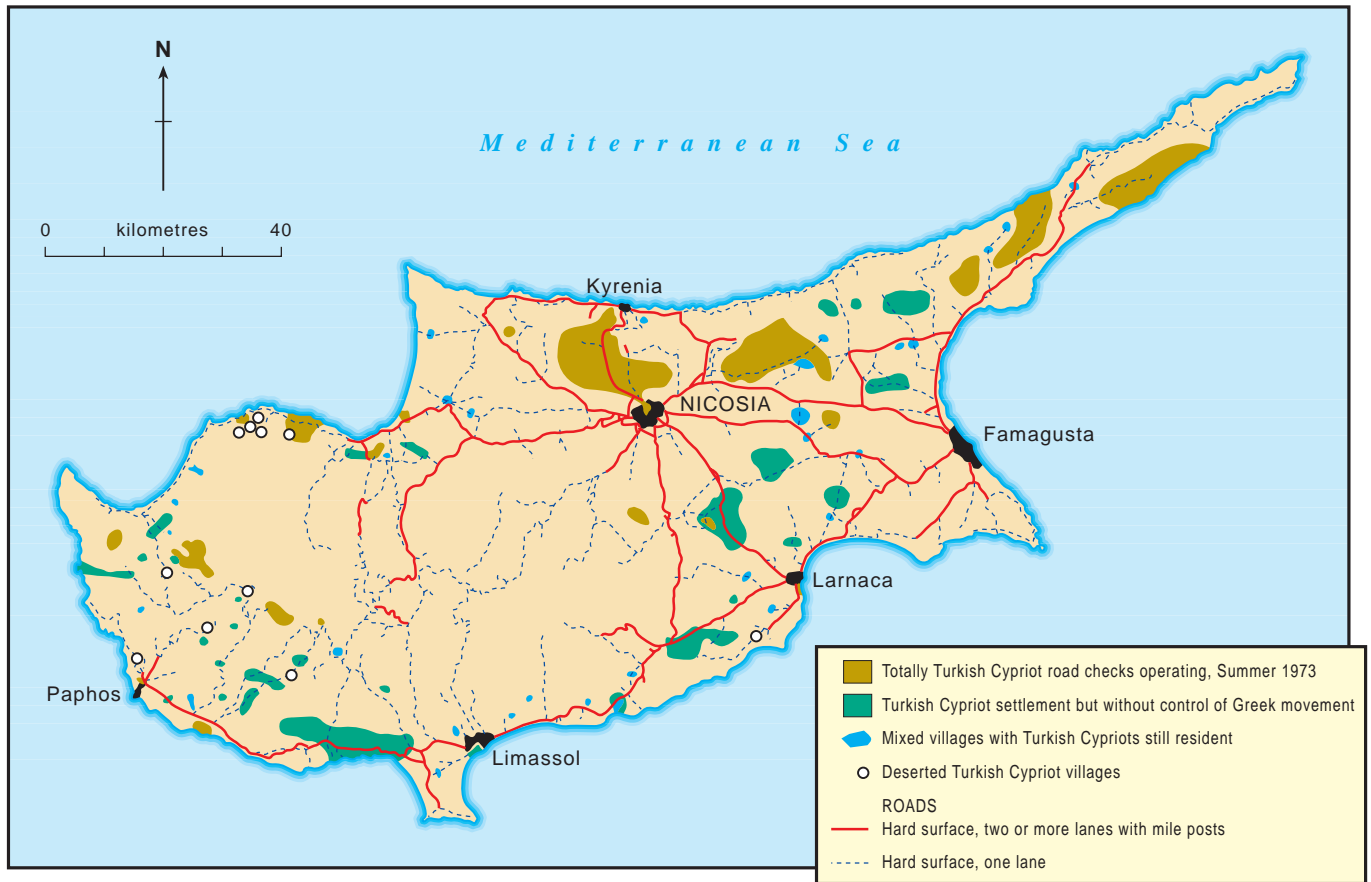 N
Mediterranean Sea
0 kilometres 40
Kyrenia
NICOSIA
Famagusta
Larnaca
Paphos
Limassol
Totally Turkish Cypriot road checks operating, Summer 1973
Turkish Cypriot settlement but without control of Greek movement
Mixed villages with Turkish Cypriots still resident
Deserted Turkish Cypriot villages
ROADS
Hard surface, two or more lanes with mile posts
Hard surface, one lane